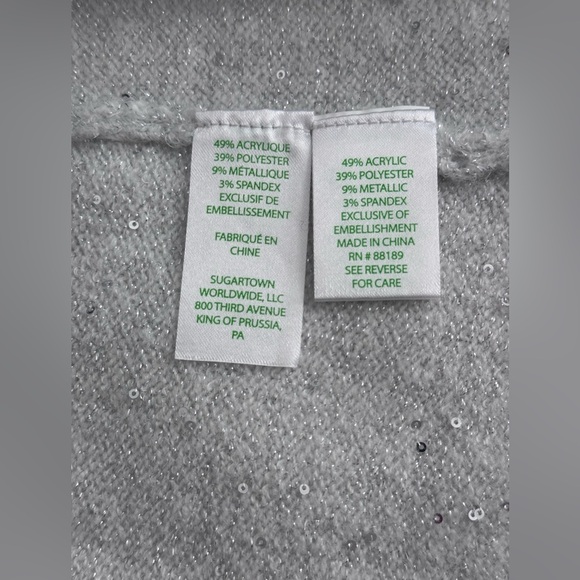 49% ACRYLIQUE
39% POLYESTER
9% MÉTALLIQUE
3% SPANDEX
EXCLUSIF DE
EMBELLISSEMENT
FABRIQUÉ EN
CHINE
SUGARTOWN
WORLDWIDE, LLC
800 THIRD AVENUE
KING OF PRUSSIA,
PA
49% ACRYLIC
39% POLYESTER
9% METALLIC
3% SPANDEX
EXCLUSIVE OF
EMBELLISHMENT
MADE IN CHINA
RN # 88189
SEE REVERSE
FOR CARE